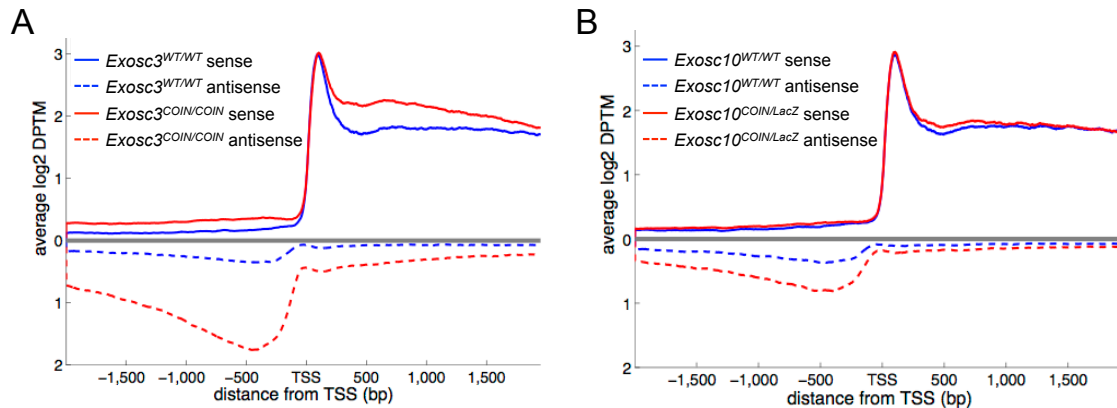 A
3
2
1
0
1
2
average log2 DPTM
Exosc3WT/WT sense
Exosc3WT/WT antisense
Exosc3COIN/COIN sense
Exosc3COIN/COIN antisense
−1,500 −1,000 −500 TSS 500 1,000 1,500
distance from TSS (bp)
B
3
2
1
0
1
2
average log2 DPTM
Exosc10WT/WT sense
Exosc10WT/WT antisense
Exosc10COIN/LacZ sense
Exosc10COIN/LacZ antisense
−1,500 −1,000 −500 TSS 500 1,000 1,500
distance from TSS (bp)